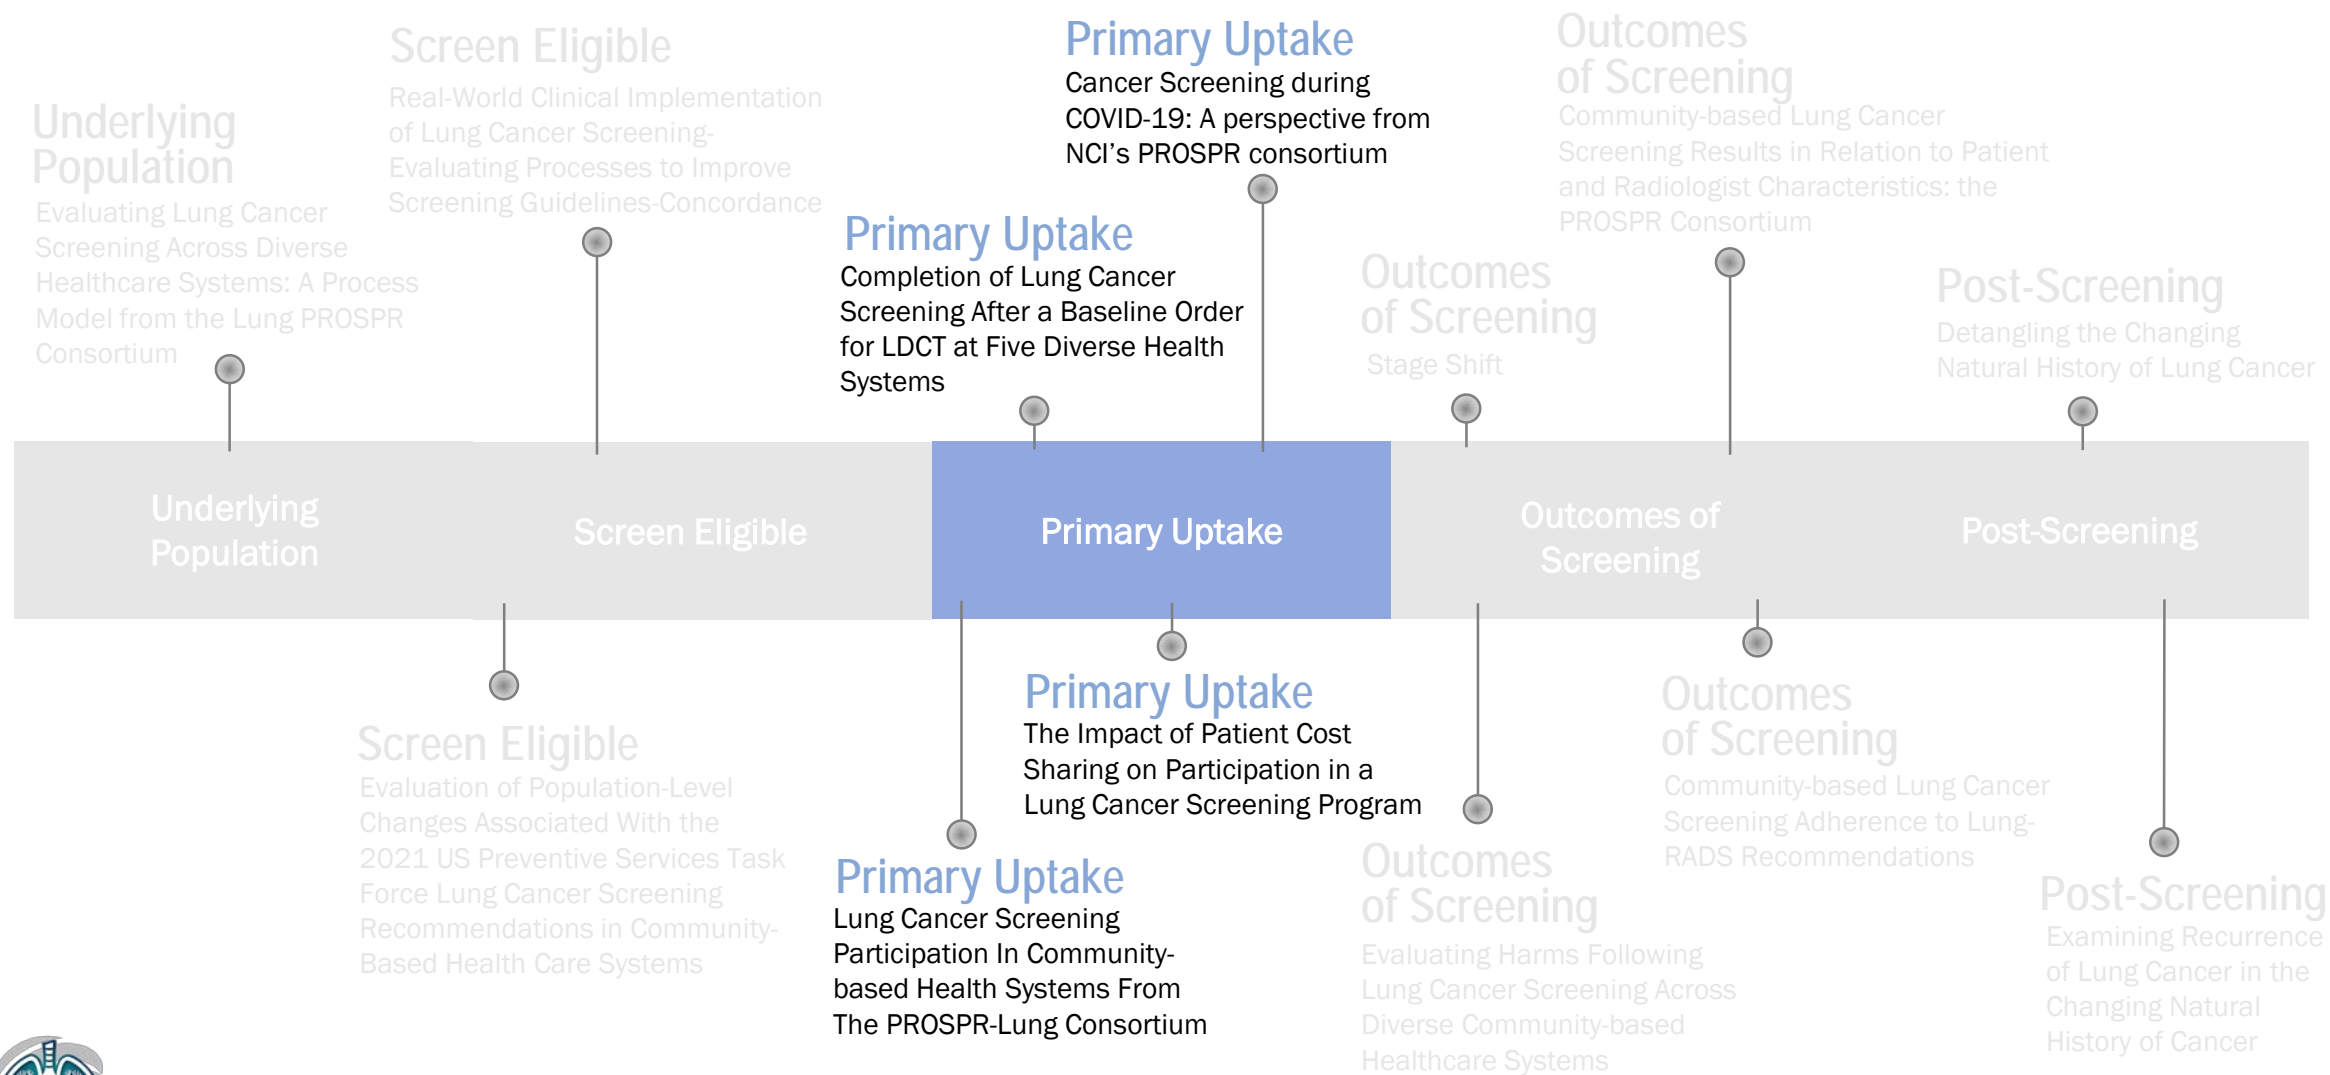 Underlying
Population
Evaluating Lung Cancer
Screening Across Diverse
Healthcare Systems: A Process
Model from the Lung PROSPR
Consortium
Screen Eligible
Real-World Clinical Implementation
of Lung Cancer Screening-
Evaluating Processes to Improve
Screening Guidelines-Concordance
Primary Uptake
Completion of Lung Cancer
Screening After a Baseline Order
for LDCT at Five Diverse Health
Systems
Primary Uptake
Cancer Screening during
COVID-19: A perspective from
NCI's PROSPR consortium
Outcomes
of Screening
Stage Shift
Outcomes
of Screening
Community-based Lung Cancer
Screening Results in Relation to Patient
and Radiologist Characteristics: the
PROSPR Consortium
Post-Screening
Detangling the Changing
Natural History of Lung Cancer
Underlying
Population
Screen Eligible
Primary Uptake
Outcomes of
Screening
Post-Screening
Screen Eligible
Evaluation of Population-Level
Changes Associated With the
2021 US Preventive Services Task
Force Lung Cancer Screening
Recommendations in Community-
Based Health Care Systems
Primary Uptake
Lung Cancer Screening
Participation In Community-
based Health Systems From
The PROSPR-Lung Consortium
Primary Uptake
The Impact of Patient Cost
Sharing on Participation in a
Lung Cancer Screening Program
Outcomes
of Screening
Evaluating Harms Following
Lung Cancer Screening Across
Diverse Community-based
Healthcare Systems
Outcomes
of Screening
Community-based Lung Cancer
Screening Adherence to Lung-
RADS Recommendations
Post-Screening
Examining Recurrence
of Lung Cancer in the
Changing Natural
History of Cancer